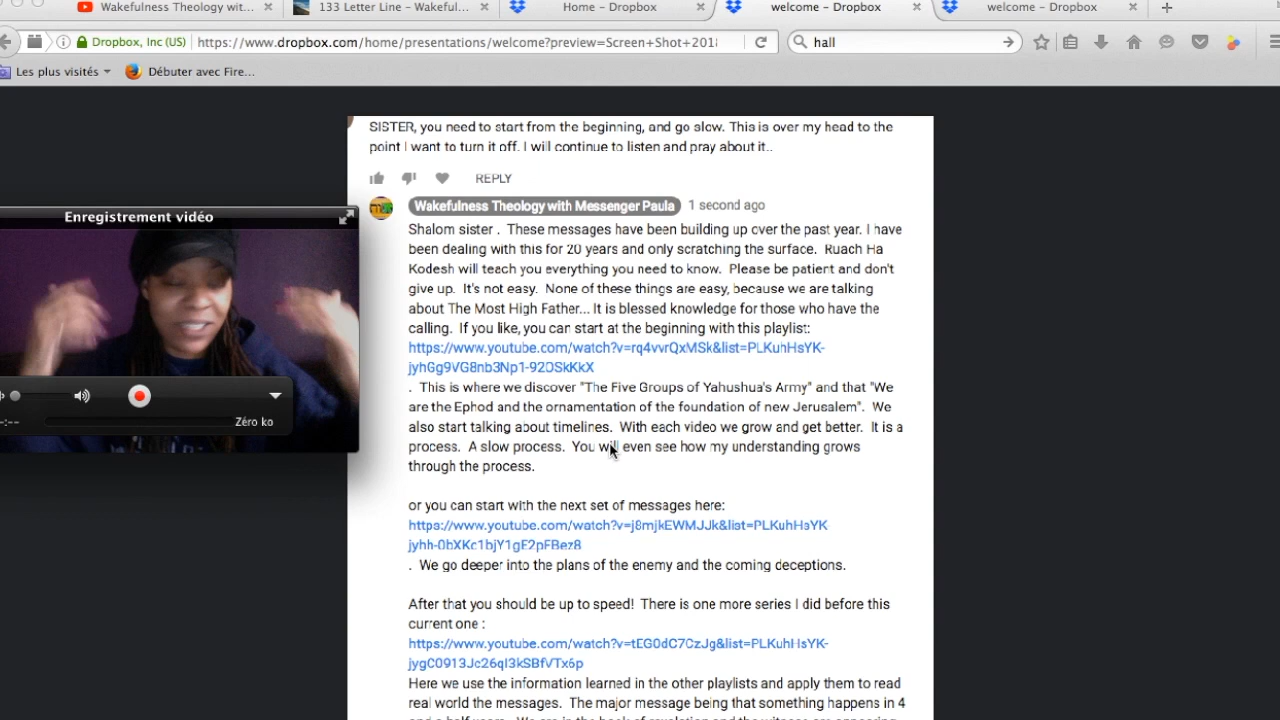 Wakefulness Theology wit...
133 Letter Line – Wakeful...
Home – Dropbox
welcome – Dropbox
welcome – Dropbox
Dropbox, Inc (US)
https://www.dropbox.com/home/presentations/welcome?preview=Screen+Shot+201
hall
Les plus visités
Débuter avec Fire...
SISTER, you need to start from the beginning, and go slow. This is over my head to the
point I want to turn it off. I will continue to listen and pray about it..
REPLY
Wakefulness Theology with Messenger Paula 1 second ago
Enregistrement vidéo
Zéro ko
Shalom sister . These messages have been building up over the past year. I have
been dealing with this for 20 years and only scratching the surface. Ruach Ha
Kodesh will teach you everything you need to know. Please be patient and don't
give up. It's not easy. None of these things are easy, because we are talking
about The Most High Father... It is blessed knowledge for those who have the
calling. If you like, you can start at the beginning with this playlist:
https://www.youtube.com/watch?v=rq4vvrQxMSk&list=PLKuhHsYK-
jyhGg9VG8nb3Np1-92DSkKkX
. This is where we discover "The Five Groups of Yahushua's Army" and that "We
are the Ephod and the ornamentation of the foundation of new Jerusalem". We
also start talking about timelines. With each video we grow and get better. It is a
process. A slow process. You will even see how my understanding grows
through the process.
or you can start with the next set of messages here:
https://www.youtube.com/watch?v=j8mjkEWMJJk&list=PLKuhHsYK
jyhh-0bXKc1bjY1gE2pFBez8
. We go deeper into the plans of the enemy and the coming deceptions.
After that you should be up to speed! There is one more series I did before this
current one :
https://www.youtube.com/watch?v=tEG0dC7CzJg&list=PLKuhHsYK-
jygC0913Jc26qI3kSBfVTx6p
Here we use the information learned in the other playlists and apply them to read
real world the messages. The major message being that something happens in 4